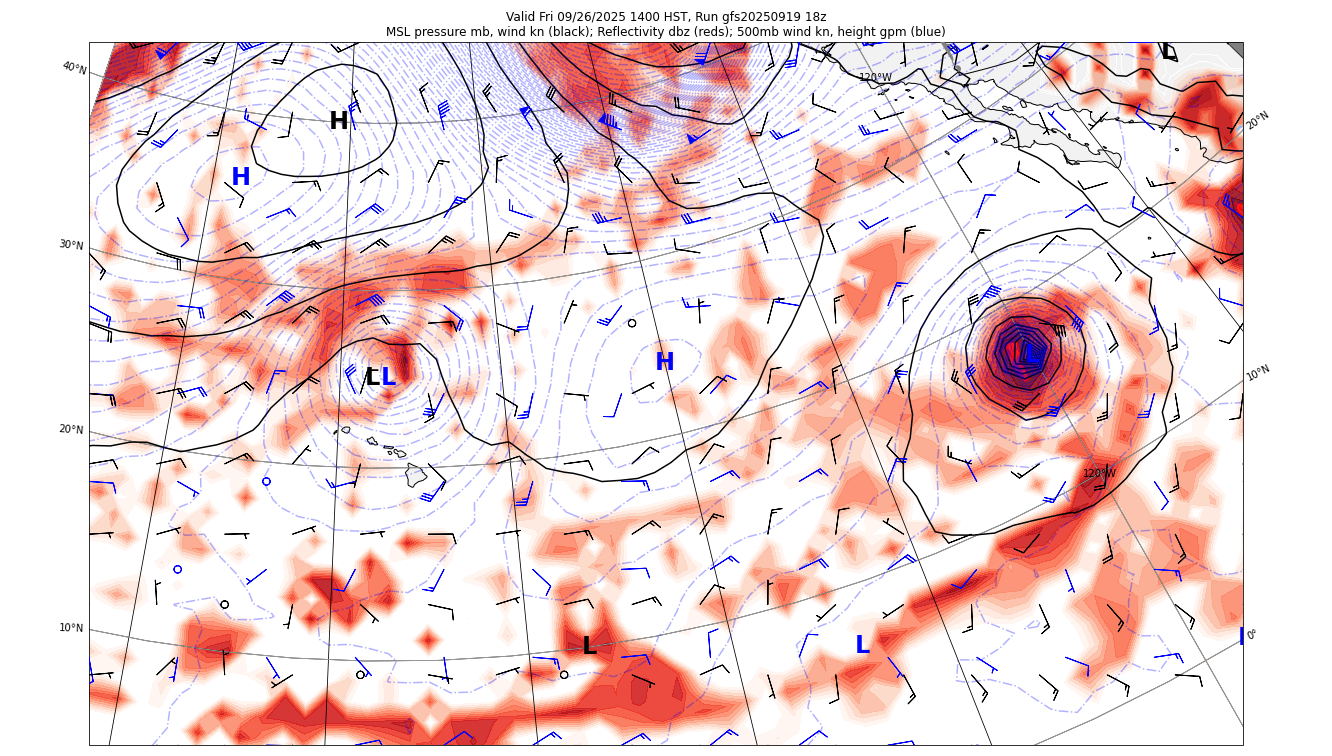 Valid Fri 09/26/2025 1400 HST, Run gfs20250919 18z
MSL pressure mb, wind kn (black); Reflectivity dbz (reds); 500mb wind kn, height gpm (blue)
L
40°N
120°W
H
20°N
H
30°N
L
H
L
L
10°N
20°N
120°W
10°N
L
L
0°